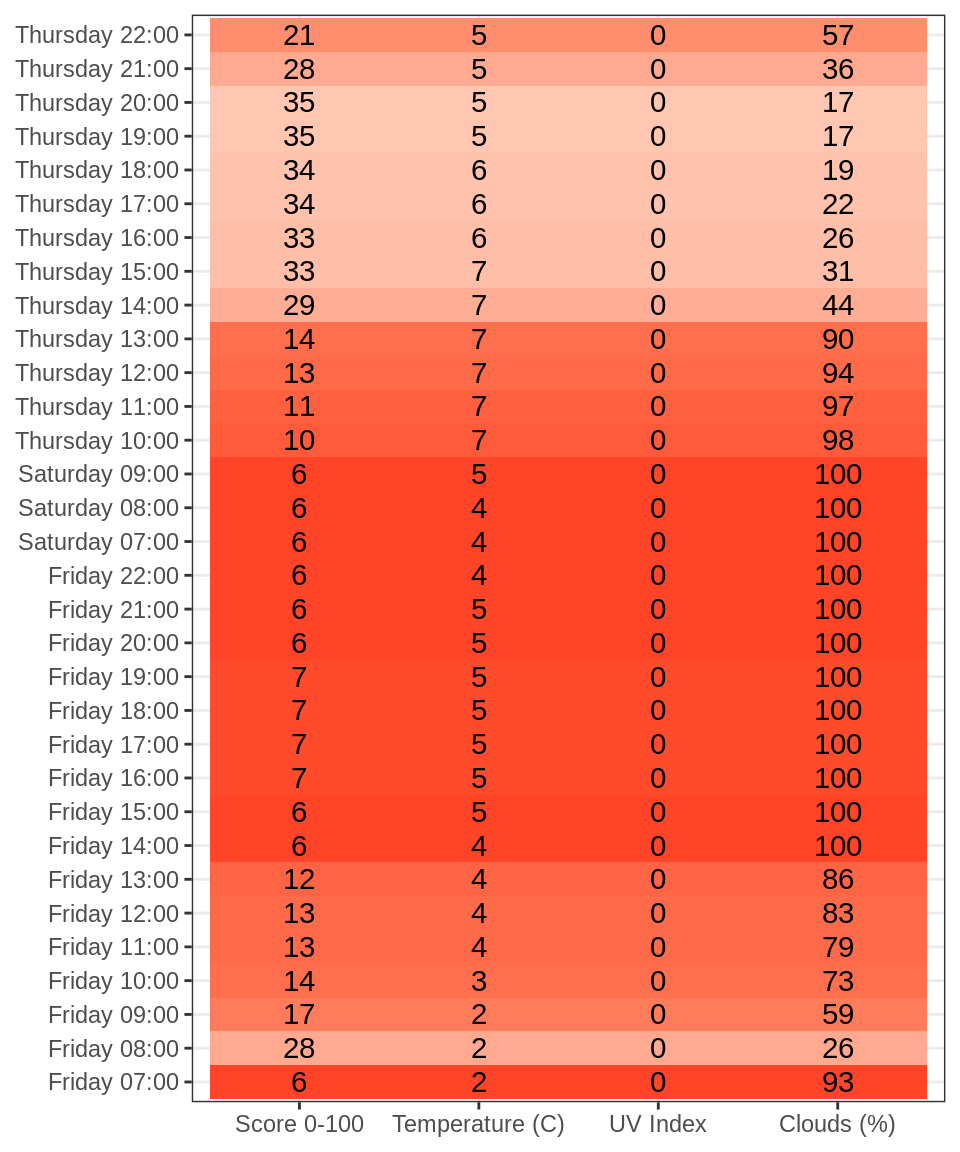 Thursday 22:00 21 5 0 57
Thursday 21:00 28 5 0 36
Thursday 20:00 35 5 0 17
Thursday 19:00 35 5 0 17
Thursday 18:00 34 6 0 19
Thursday 17:00 34 6 0 22
Thursday 16:00 33 6 0 26
Thursday 15:00 33 7 0 31
Thursday 14:00 29 7 0 44
Thursday 13:00 14 7 0 90
Thursday 12:00 13 7 0 94
Thursday 11:00 11 7 0 97
Thursday 10:00 10 7 0 98
Saturday 09:00 6 5 0 100
Saturday 08:00 6 4 0 100
Saturday 07:00 6 4 0 100
Friday 22:00 6 4 0 100
Friday 21:00 6 5 0 100
Friday 20:00 6 5 0 100
Friday 19:00 7 5 0 100
Friday 18:00 7 5 0 100
Friday 17:00 7 5 0 100
Friday 16:00 7 5 0 100
Friday 15:00 6 5 0 100
Friday 14:00 6 4 0 100
Friday 13:00 12 4 0 86
Friday 12:00 13 4 0 83
Friday 11:00 13 4 0 79
Friday 10:00 14 3 0 73
Friday 09:00 17 2 0 59
Friday 08:00 28 2 0 26
Friday 07:00 6 2 0 93
Score 0-100 Temperature (C) UV Index Clouds (%)